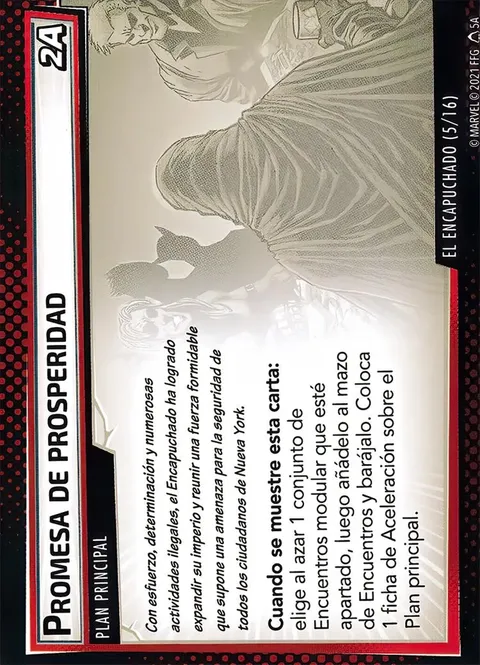 PROMESA DE PROSPERIDAD
2A
PLAN PRINCIPAL
Con esfuerzo, determinación y numerosas
actividades ilegales, el Encapuchado ha logrado
expandir su imperio y reunir una fuerza formidable
que supone una amenaza para la seguridad de
todos los ciudadanos de Nueva York.
Cuando se muestre esta carta:
elige al azar 1 conjunto de
Encuentros modular que esté
apartado, luego añádelo al mazo
de Encuentros y barájalo. Coloca
1 ficha de Aceleración sobre el
Plan principal.
EL ENCAPUCHADO (5/16)
© MARVEL © 2021 FFG 5A